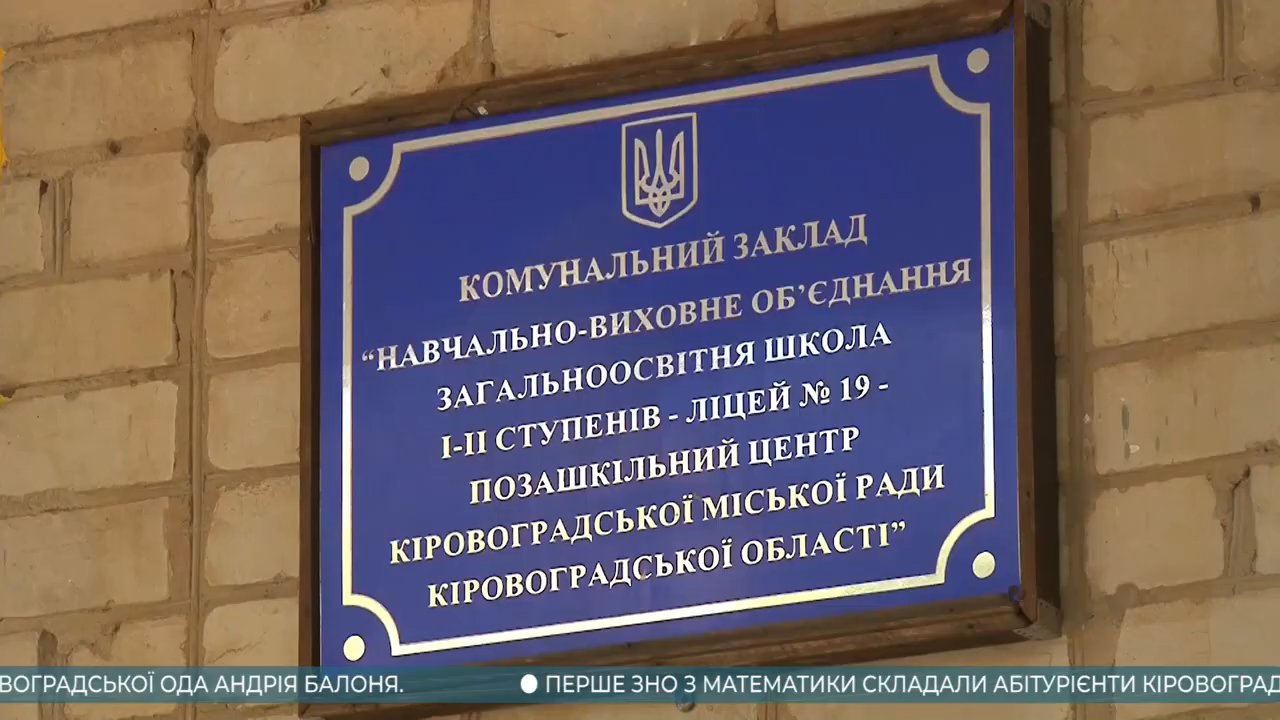 КОМУНАЛЬНИЙ ЗАКЛАД
“НАВЧАЛЬНО-ВИХОВНЕ ОБ’ЄДНАННЯ
ЗАГАЛЬНООСВІТНЯ ШКОЛА
І-ІІ СТУПЕНІВ - ЛІЦЕЙ № 19 -
ПОЗАШКІЛЬНИЙ ЦЕНТР
КІРОВОГРАДСЬКОЇ МІСЬКОЇ РАДИ
КІРОВОГРАДСЬКОЇ ОБЛАСТІ”
ВОГРАДСЬКОЇ ОДА АНДРІЯ БАЛОНЯ. ● ПЕРШЕ ЗНО З МАТЕМАТИКИ СКЛАДАЛИ АБІТУРІЄНТИ КІРОВОГРАД